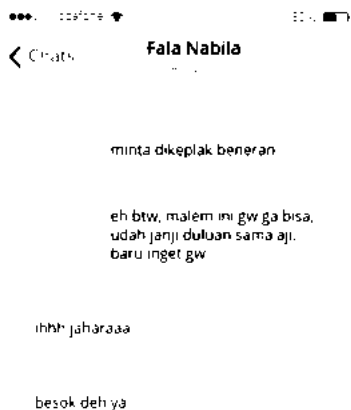 Chats
Fala Nabila
minta dikeplak beneran
eh btw, malem ini gw ga bisa,
udah janji duluan sama aji.
baru inget gw
ihhh jaharaaa
besok deh ya